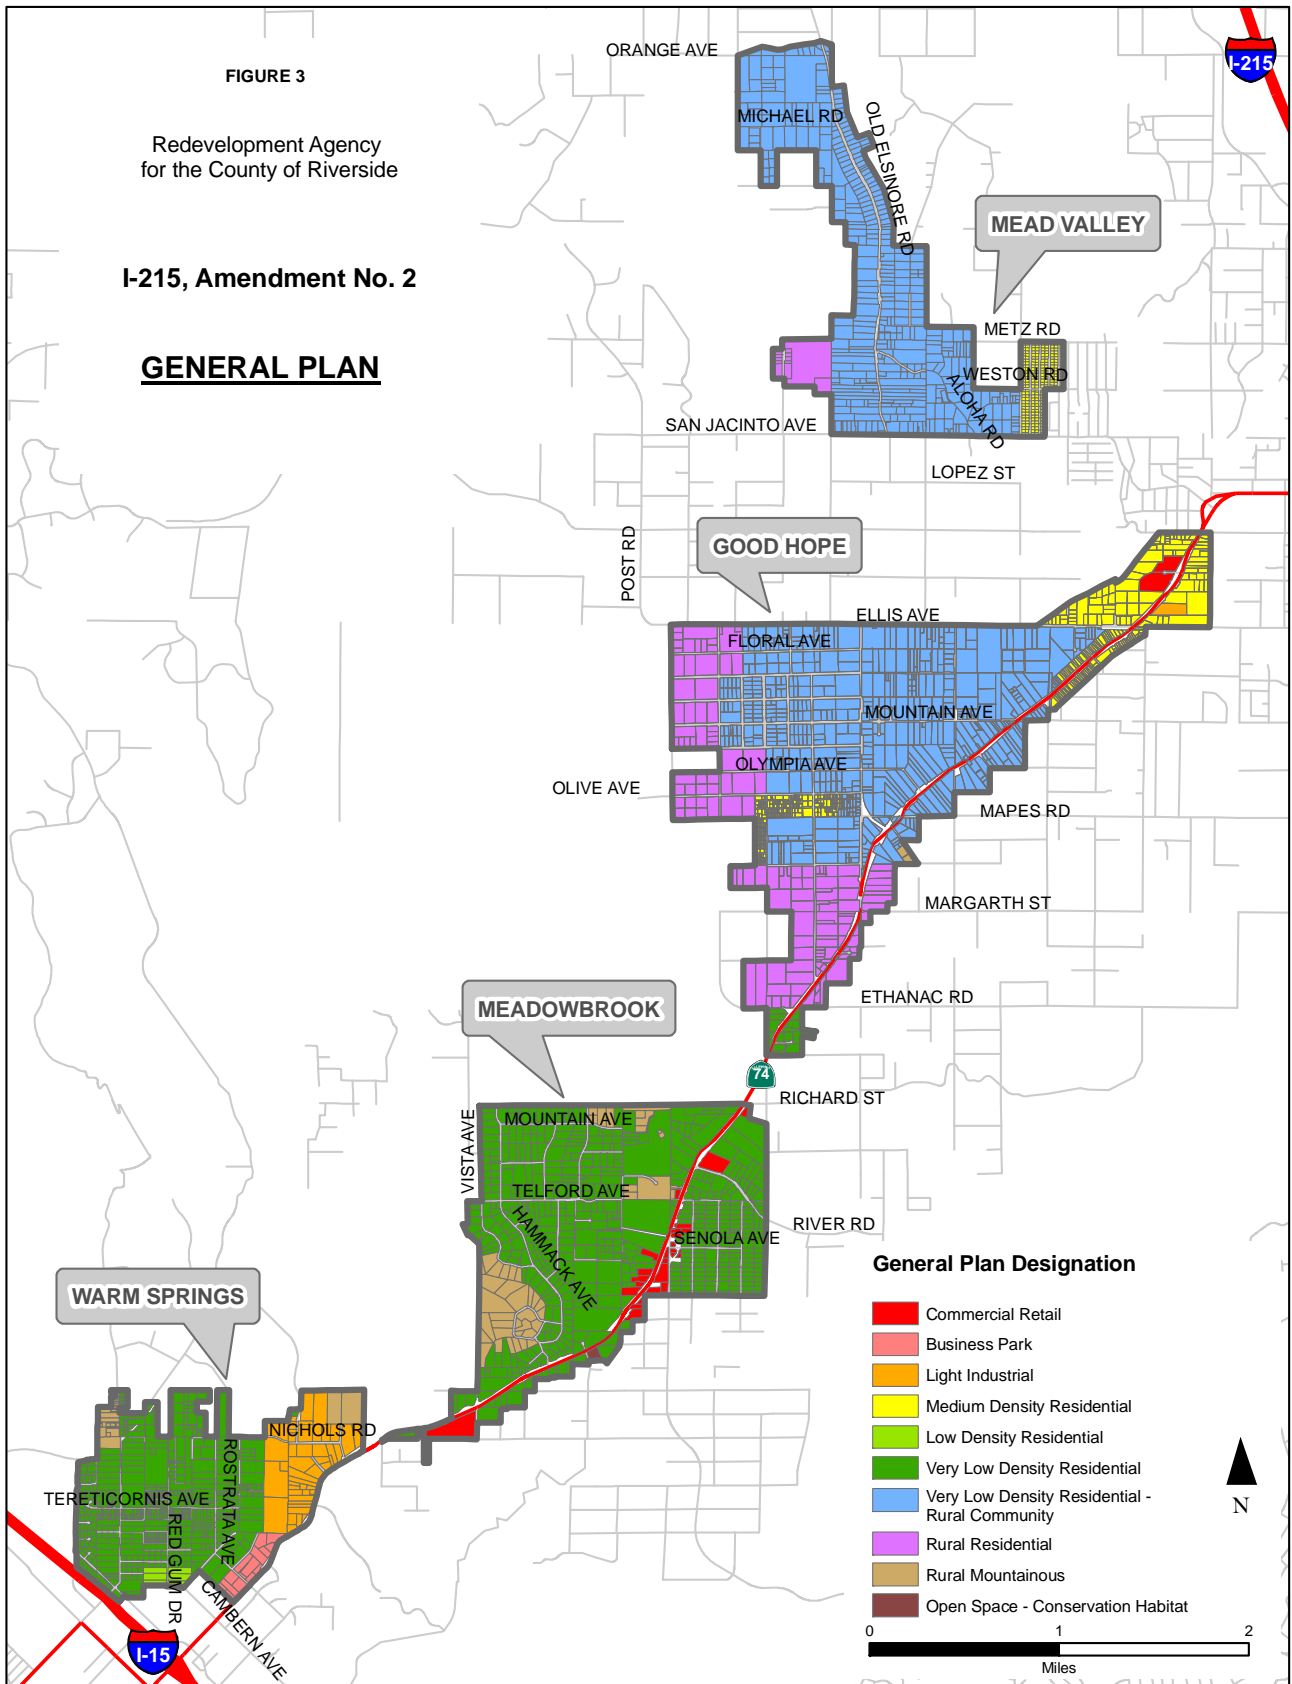 FIGURE 3
Redevelopment Agency
for the County of Riverside
I-215, Amendment No. 2
GENERAL PLAN
ORANGE AVE
I-215
MICHAEL RD
OLD ELSINORE RD
MEAD VALLEY
METZ RD
WESTON RD
ALOHA RD
SAN JACINTO AVE
LOPEZ ST
GOOD HOPE
POST RD
ELLIS AVE
FLORAL AVE
MOUNTAIN AVE
OLYMPIA AVE
OLIVE AVE
MAPES RD
MARGARTH ST
ETHANAC RD
MEADOWBROOK
74
RICHARD ST
VISTA AVE
MOUNTAIN AVE
TELFORD AVE
HAMMACK AVE
RIVER RD
SENOLA AVE
WARM SPRINGS
NICHOLS RD
ROSTRATA AVE
TERETICORNIS AVE
RED GUM DR
CAMBERN AVE
I-15
General Plan Designation
Commercial Retail
Business Park
Light Industrial
Medium Density Residential
Low Density Residential
Very Low Density Residential
Very Low Density Residential -
Rural Community
Rural Residential
Rural Mountainous
Open Space - Conservation Habitat
N
0 1 2
Miles